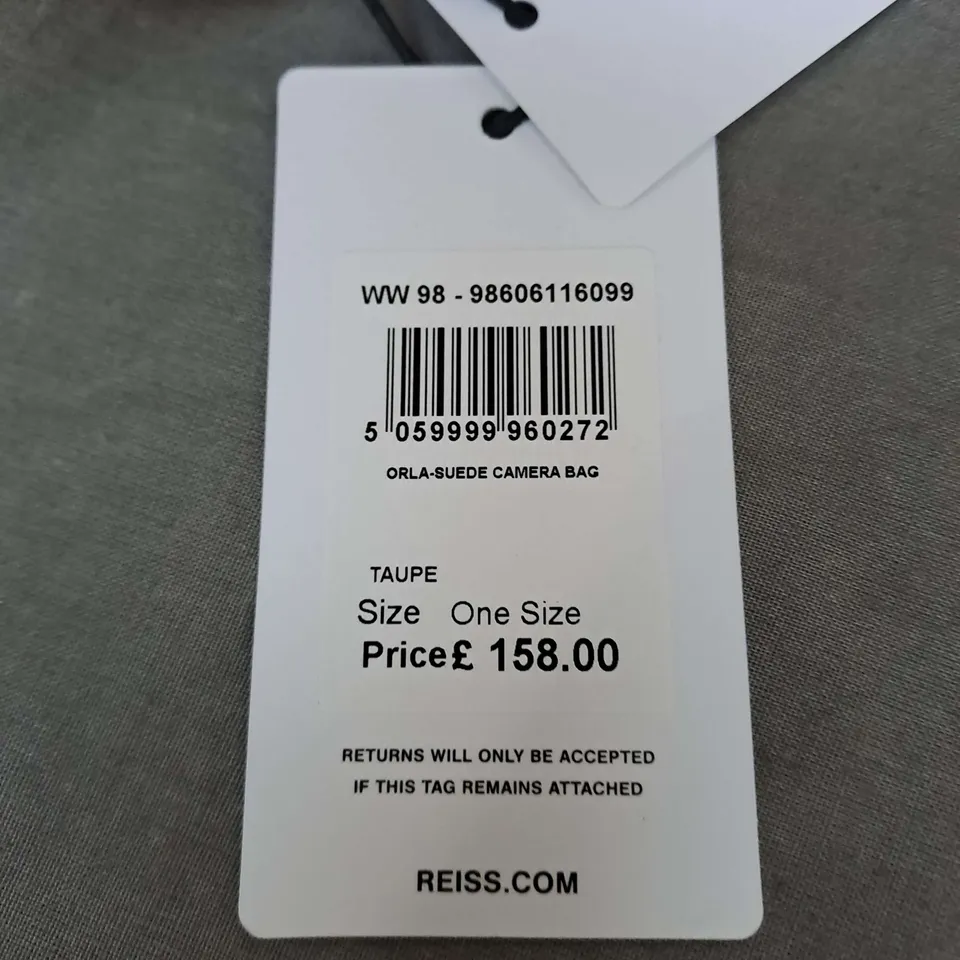 WW 98 - 98606116099
5 059999 960272
ORLA-SUEDE CAMERA BAG
TAUPE
Size One Size
Price£ 158.00
RETURNS WILL ONLY BE ACCEPTED
IF THIS TAG REMAINS ATTACHED
REISS.COM